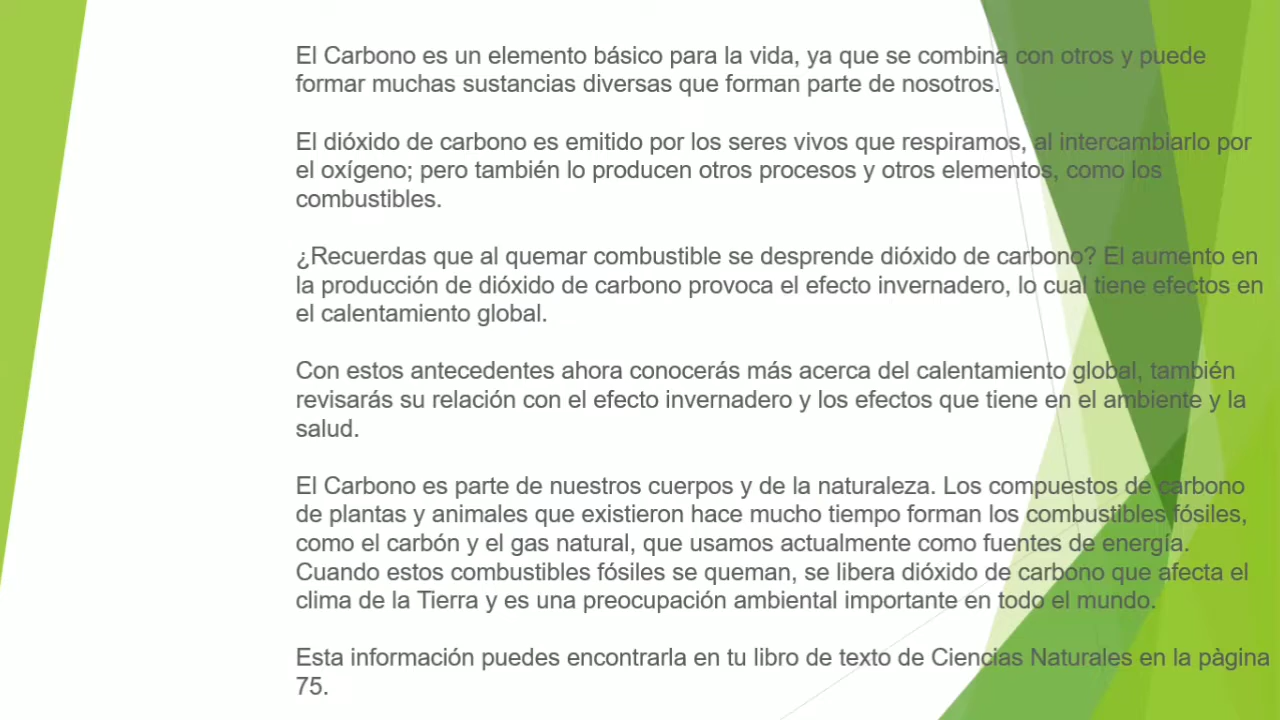 El Carbono es un elemento básico para la vida, ya que se combina con otros y puede
formar muchas sustancias diversas que forman parte de nosotros.
El dióxido de carbono es emitido por los seres vivos que respiramos, al intercambiarlo por
el oxígeno; pero también lo producen otros procesos y otros elementos, como los
combustibles.
¿Recuerdas que al quemar combustible se desprende dióxido de carbono? El aumento en
la producción de dióxido de carbono provoca el efecto invernadero, lo cual tiene efectos en
el calentamiento global.
Con estos antecedentes ahora conocerás más acerca del calentamiento global, también
revisarás su relación con el efecto invernadero y los efectos que tiene en el ambiente y la
salud.
El Carbono es parte de nuestros cuerpos y de la naturaleza. Los compuestos de carbono
de plantas y animales que existieron hace mucho tiempo forman los combustibles fósiles,
como el carbón y el gas natural, que usamos actualmente como fuentes de energía.
Cuando estos combustibles fósiles se queman, se libera dióxido de carbono que afecta el
clima de la Tierra y es una preocupación ambiental importante en todo el mundo.
Esta información puedes encontrarla en tu libro de texto de Ciencias Naturales en la pàgina
75.